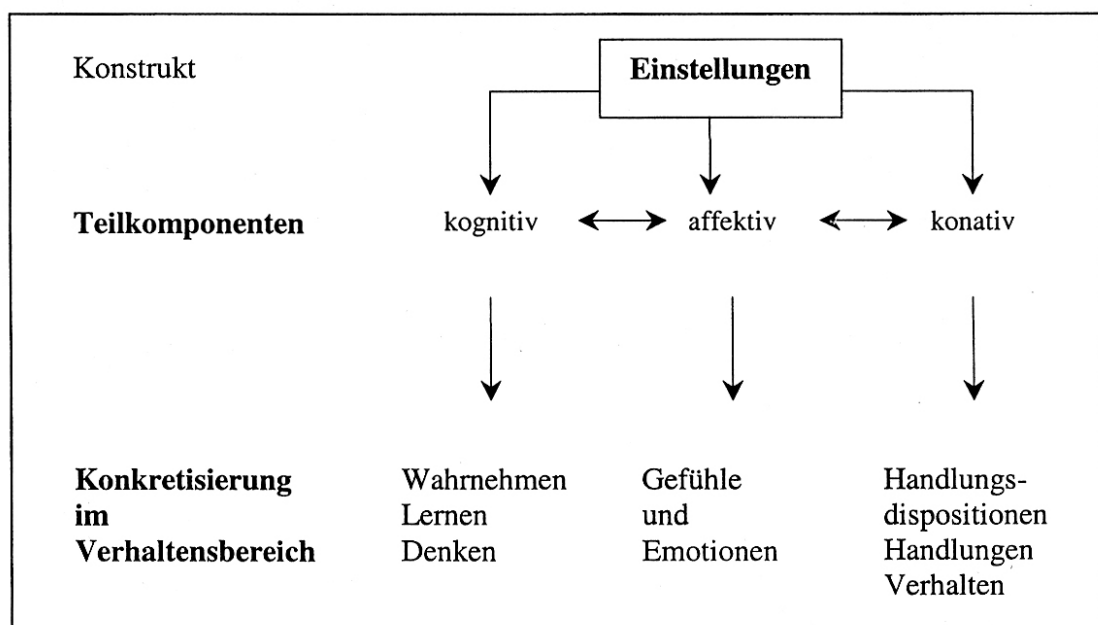 Konstrukt Einstellungen
Teilkomponenten kognitiv affektiv konativ
Konkretisierung Wahrnehmen Gefühle Handlungs-
im Lernen und dispositionen
Verhaltensbereich Denken Emotionen Handlungen
Verhalten